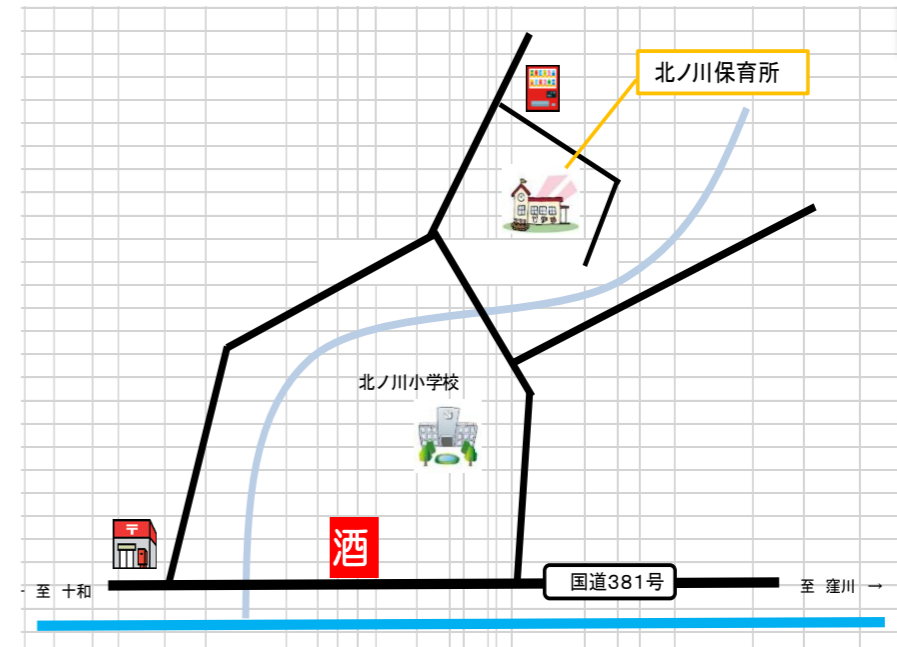 北ノ川保育所
北ノ川小学校
〒
酒
国道381号
至 十和
至 窪川 →